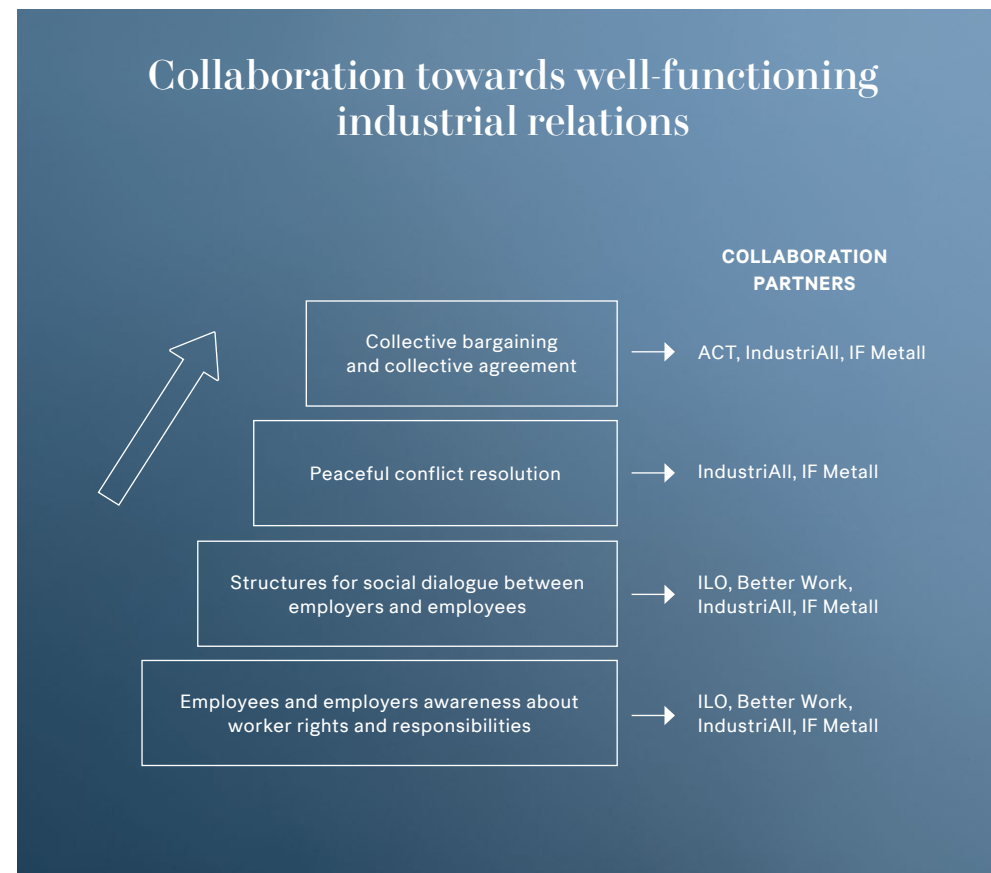 Collaboration towards well-functioning
industrial relations
COLLABORATION
PARTNERS
Collective bargaining
and collective agreement
ACT, IndustriAll, IF Metall
Peaceful conflict resolution
IndustriAll, IF Metall
Structures for social dialogue between
employers and employees
ILO, Better Work,
IndustriAll, IF Metall
Employees and employers awareness about
worker rights and responsibilities
ILO, Better Work,
IndustriAll, IF Metall